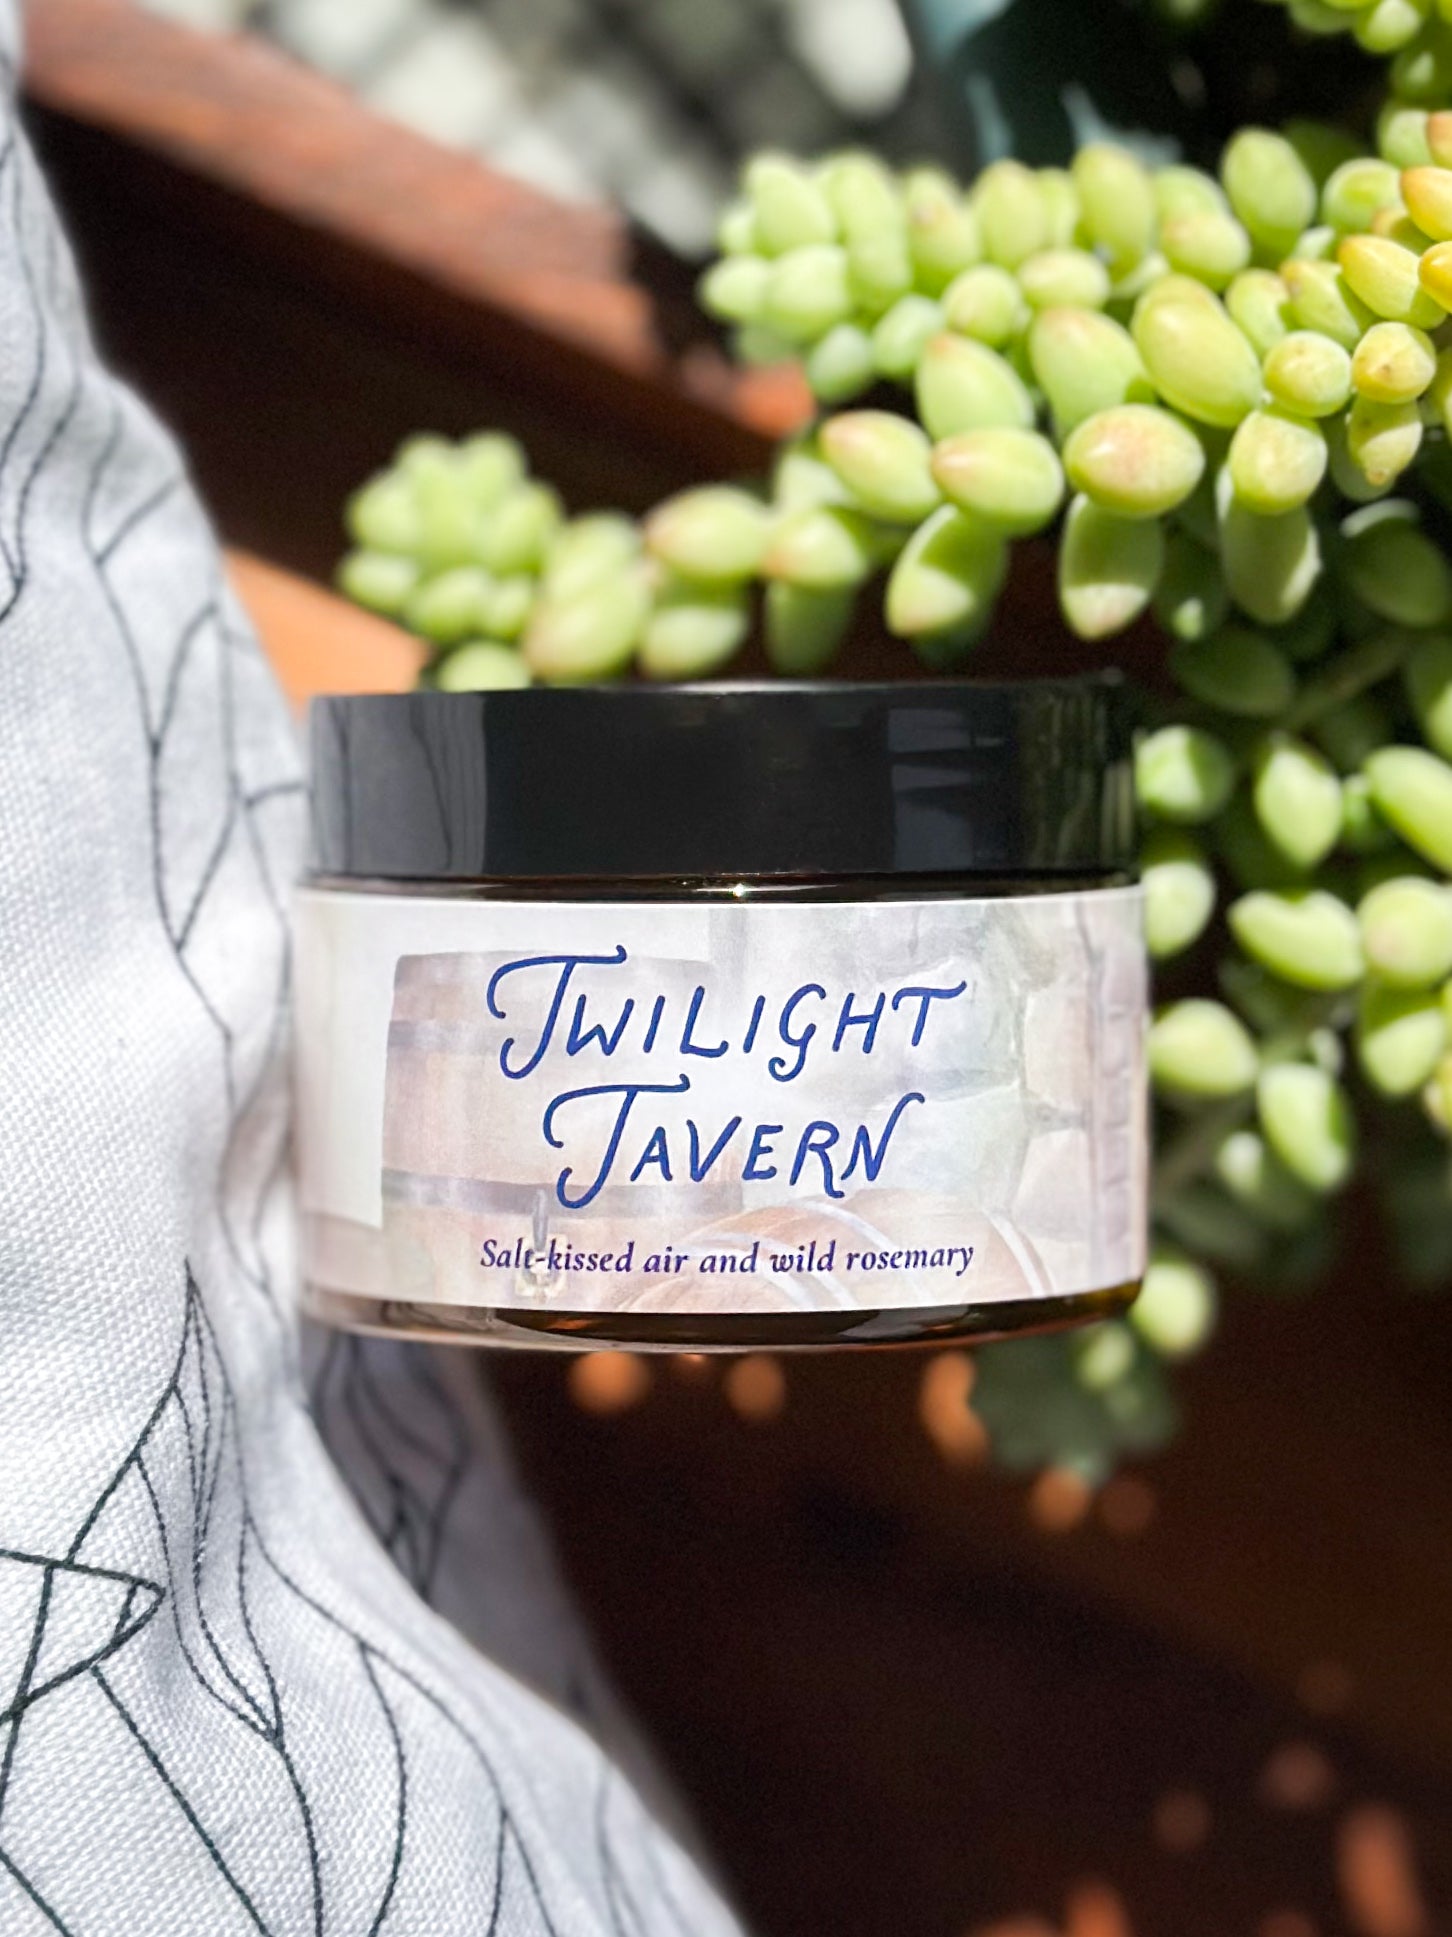 TWILIGHT
TAVERN
Salt-kissed air and wild rosemary